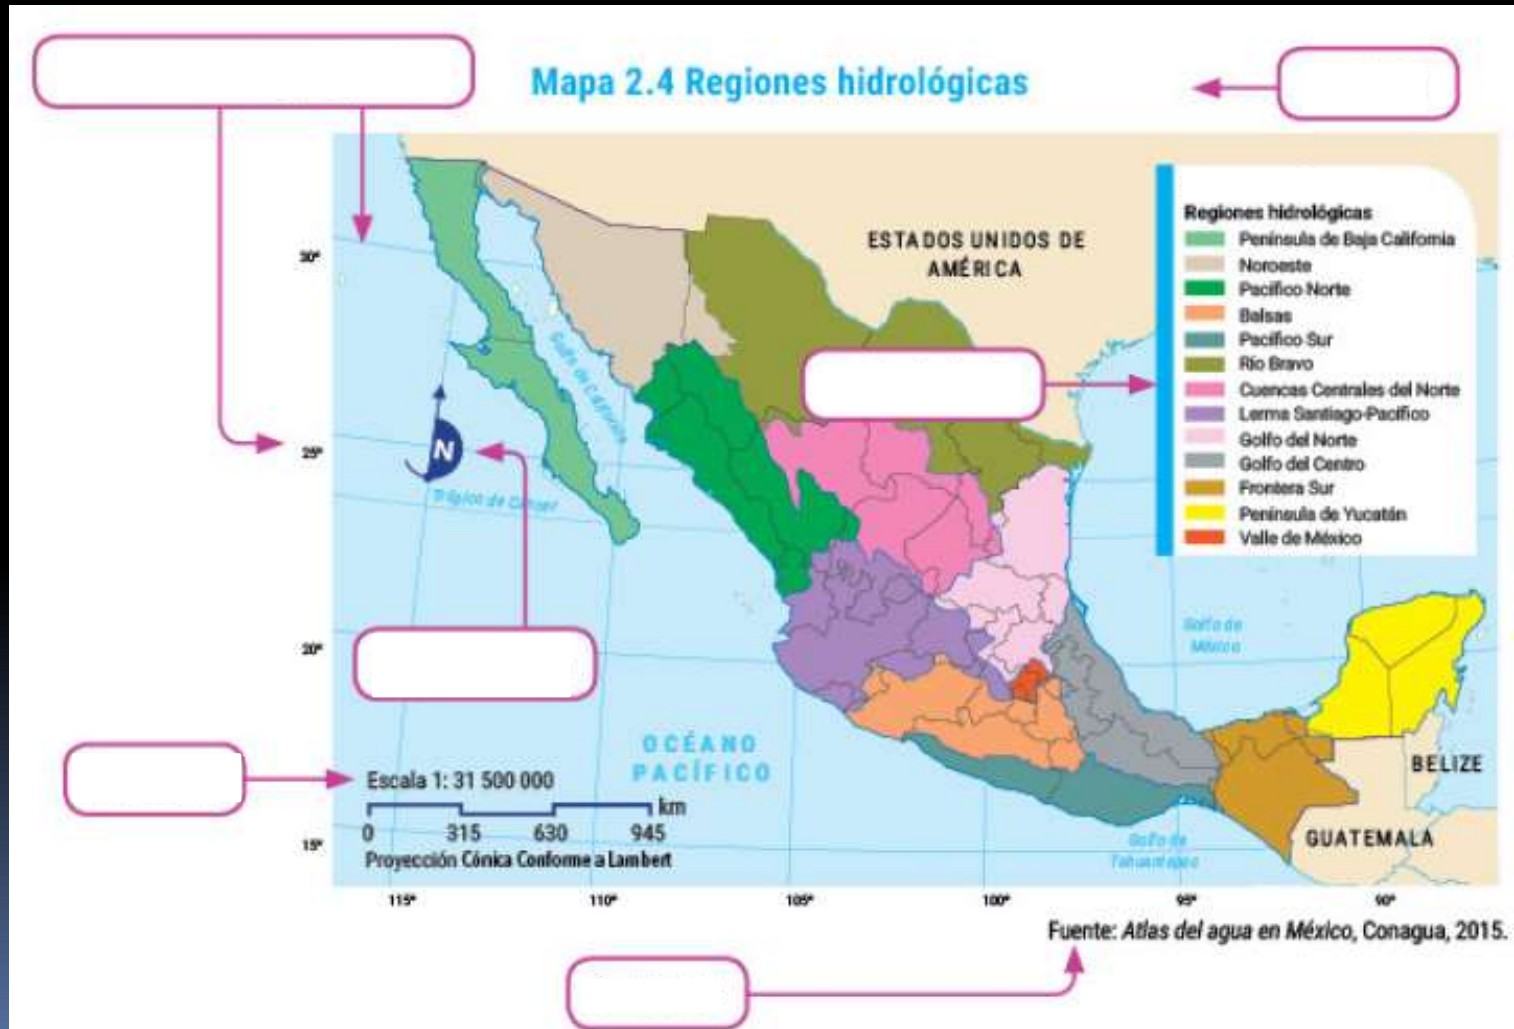 Mapa 2.4 Regiones hidrológicas
ESTADOS UNIDOS DE
AMÉRICA
Regiones hidrológicas
Península de Baja California
Noroeste
Pacífico Norte
Balsas
Pacífico Sur
Río Bravo
Cuencas Centrales del Norte
Lerma Santiago-Pacífico
Golfo del Norte
Golfo del Centro
Frontera Sur
Península de Yucatán
Valle de México
30°
25°
20°
15°
Golfo de California
N
Trópico de Cáncer
Golfo de
México
OCÉANO
PACÍFICO
BELIZE
GUATEMALA
Golfo de
Tehuantepec
Escala 1: 31 500 000
km
0 315 630 945
Proyección Cónica Conforme a Lambert
115° 110° 105° 100° 95° 90°
Fuente: Atlas del agua en México, Conagua, 2015.